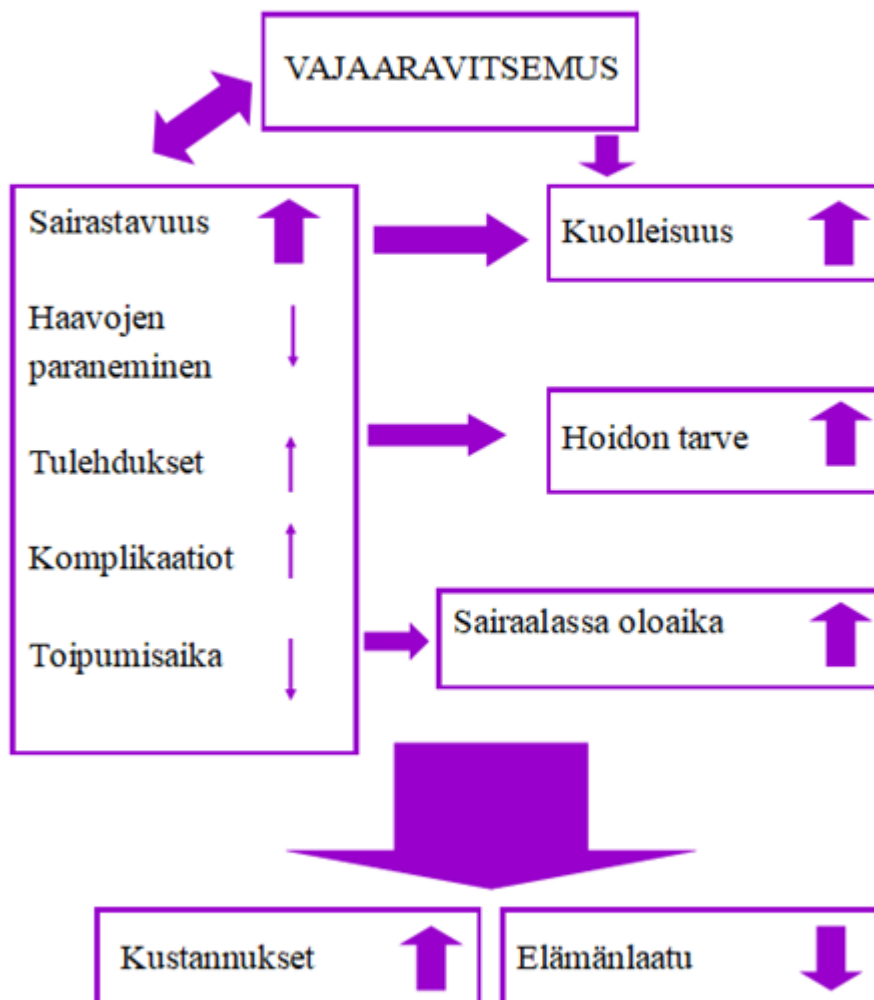 VAJAARAVITSEMUS
Sairastavuus
Haavojen
paraneminen
Tulehdukset
Komplikaatiot
Toipumisaika
Kuolleisuus
Hoidon tarve
Sairaalassa oloaika
Kustannukset
Elämänlaatu